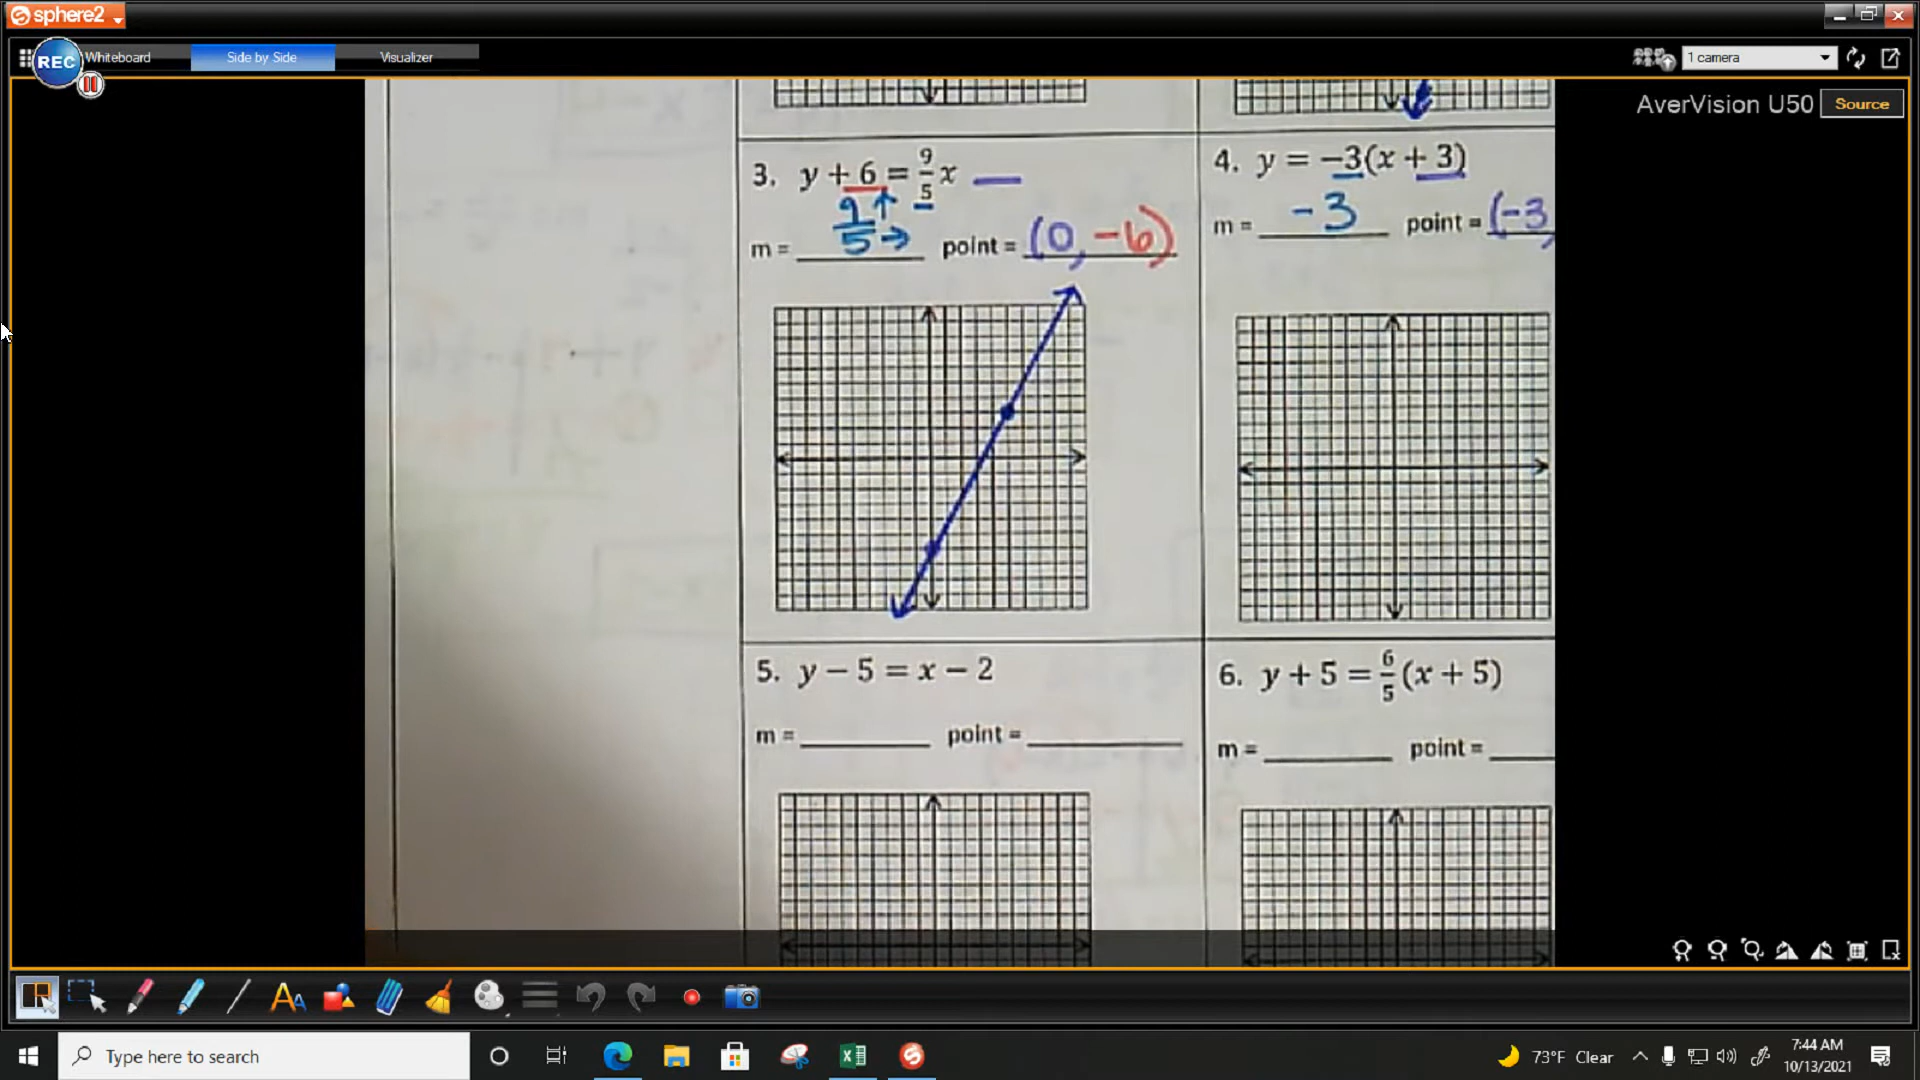 sphere2
REC
Whiteboard
Side by Side
Visualizer
1 camera
AverVision U50
Source
3. y + 6 = 9/5 x
9/5
m = point = (0, -6)
4. y = -3(x + 3)
m = -3 point = (-3,
5. y - 5 = x - 2
m = point =
6. y + 5 = 6/5 (x + 5)
m = point =
Type here to search
73°F Clear
7:44 AM
10/13/2021